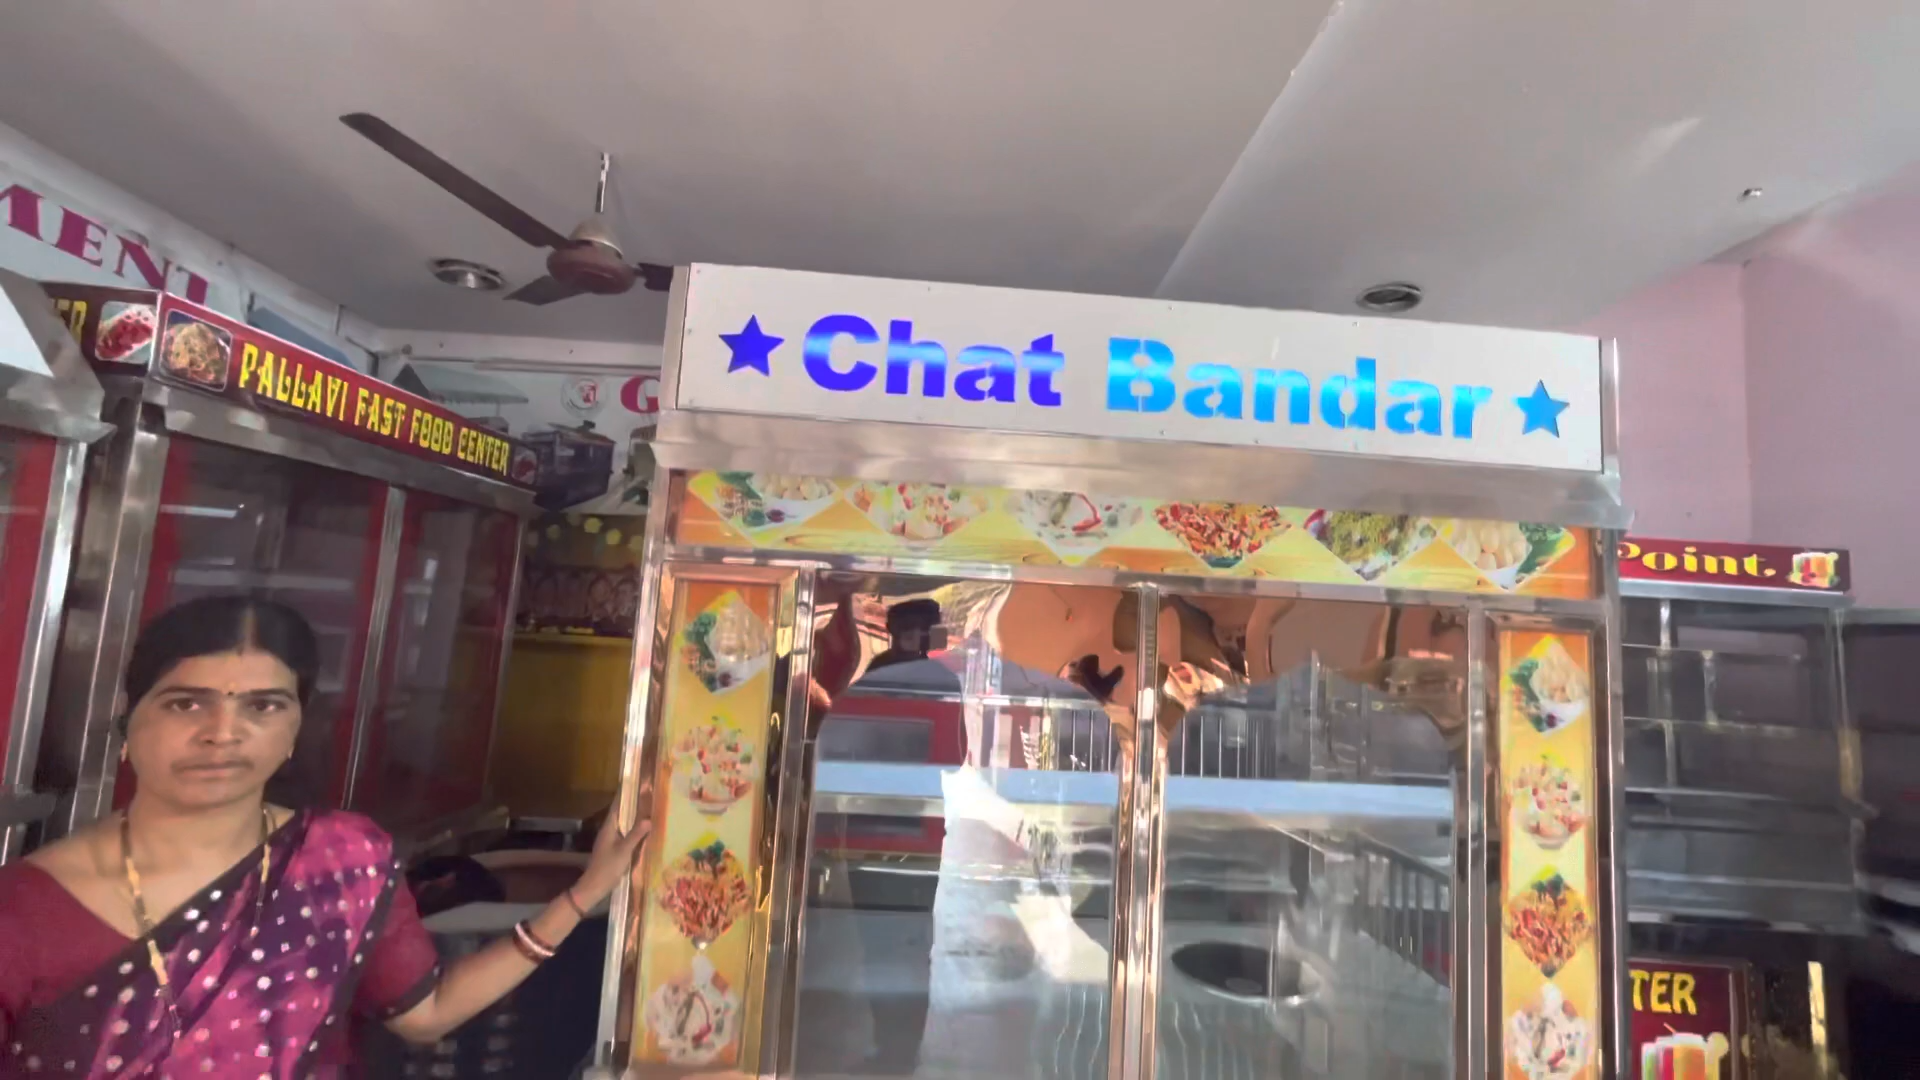 MENT
PALLAVI FAST FOOD CENTER
★ Chat Bandar ★
Point
TER